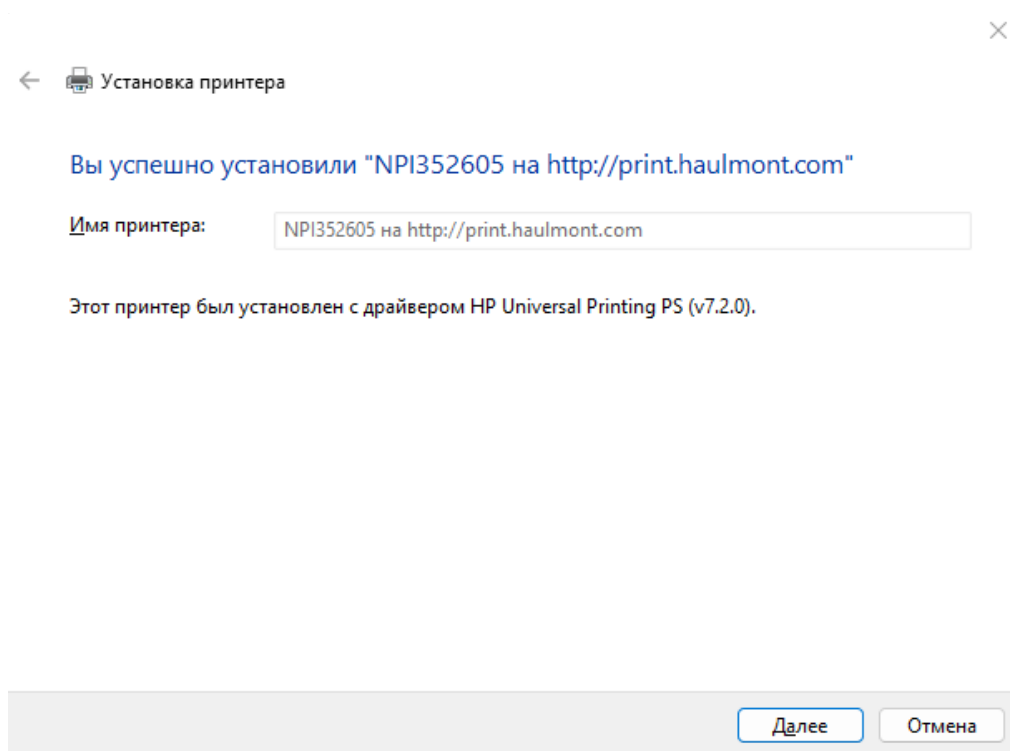 Установка принтера
Вы успешно установили "NPI352605 на http://print.haulmont.com"
Имя принтера: NPI352605 на http://print.haulmont.com
Этот принтер был установлен с драйвером HP Universal Printing PS (v7.2.0).
Далее Отмена